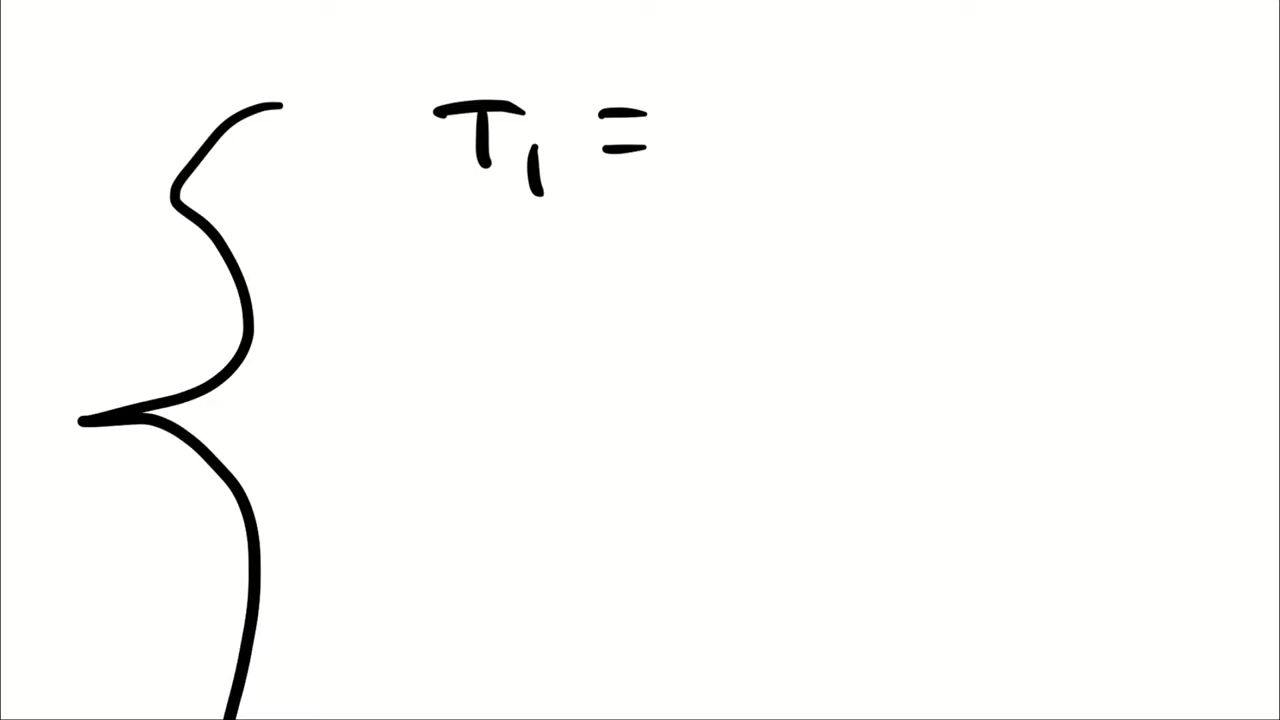 { T₁ =